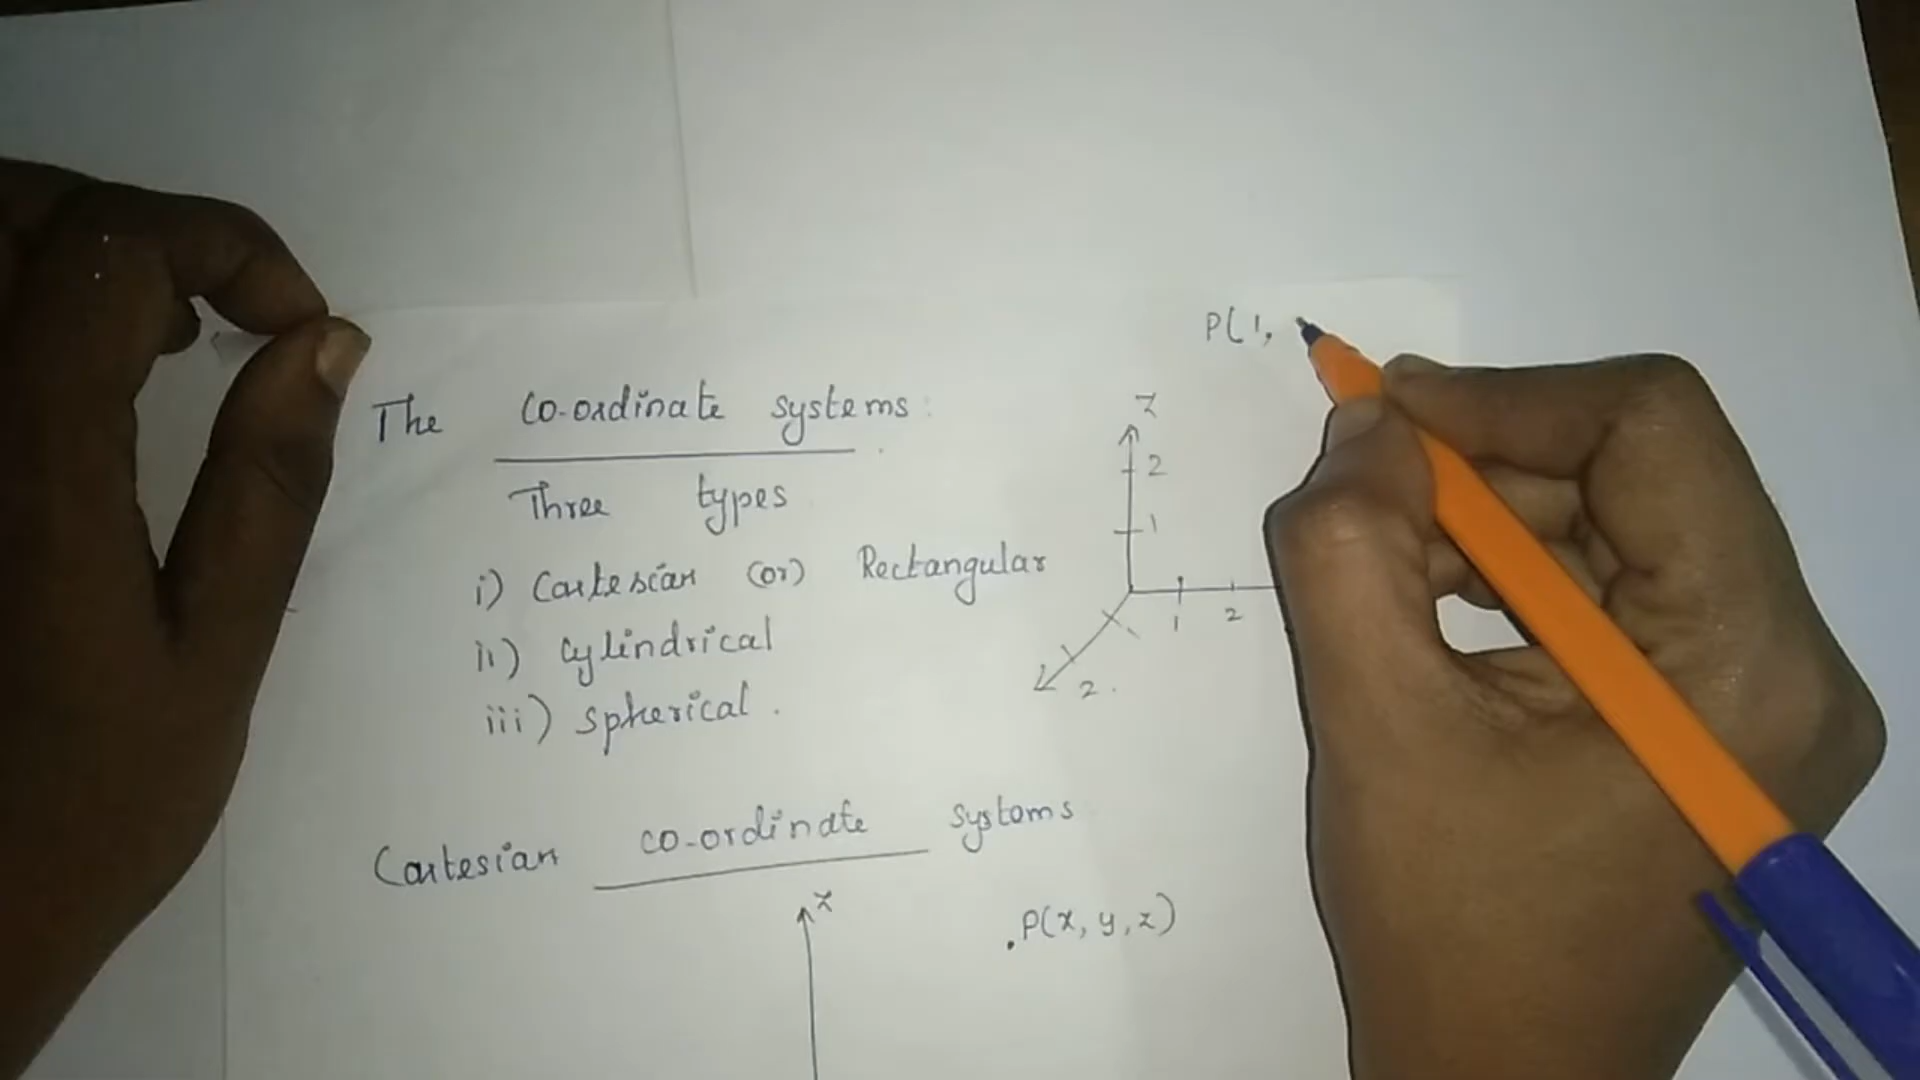 The co-ordinate systems:
Three types
i) Cartesian (or) Rectangular
ii) cylindrical
iii) spherical.
P(1,
z
2
1
1 2
2.
Cartesian co-ordinate systems
z
.P(x, y, z)